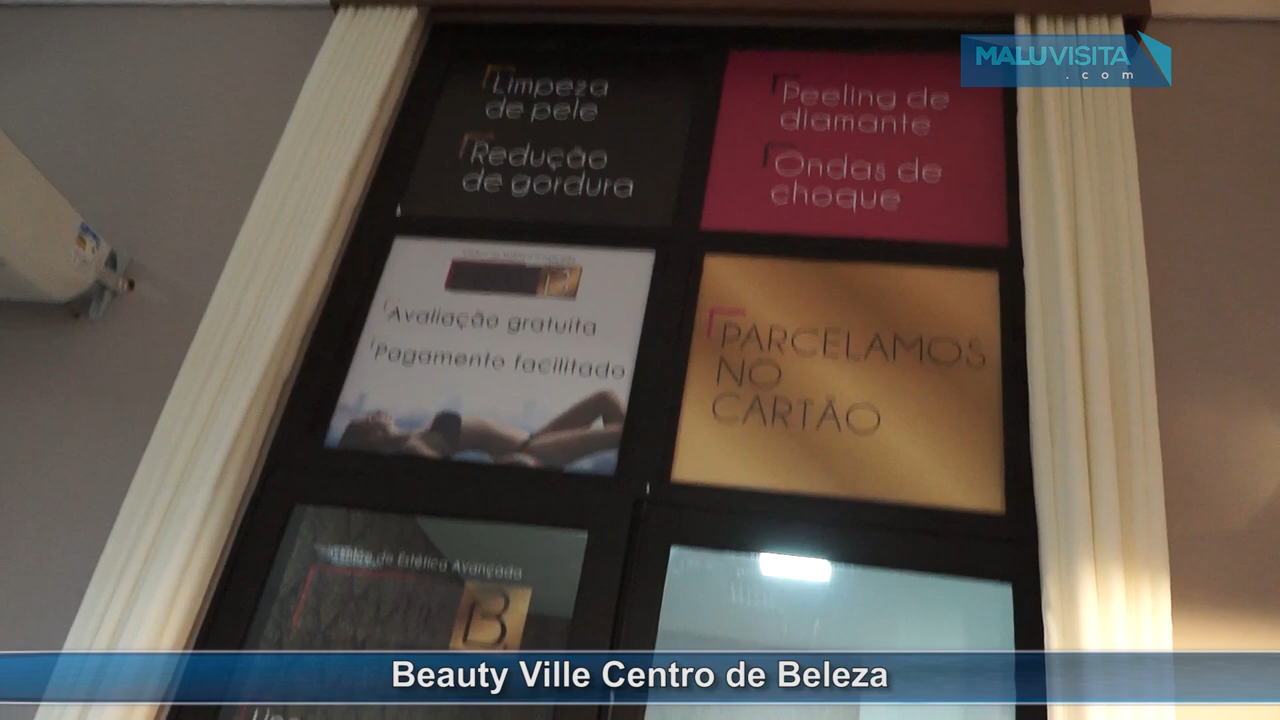 MALUVISITA
.com
Limpeza
de pele
Redução
de gordura
Peeling de
diamante
Ondas de
choque
B
Avaliação gratuita
Pagamento facilitado
PARCELAMOS
NO
CARTÃO
Centro de Estética Avançada
B
Beauty Ville Centro de Beleza